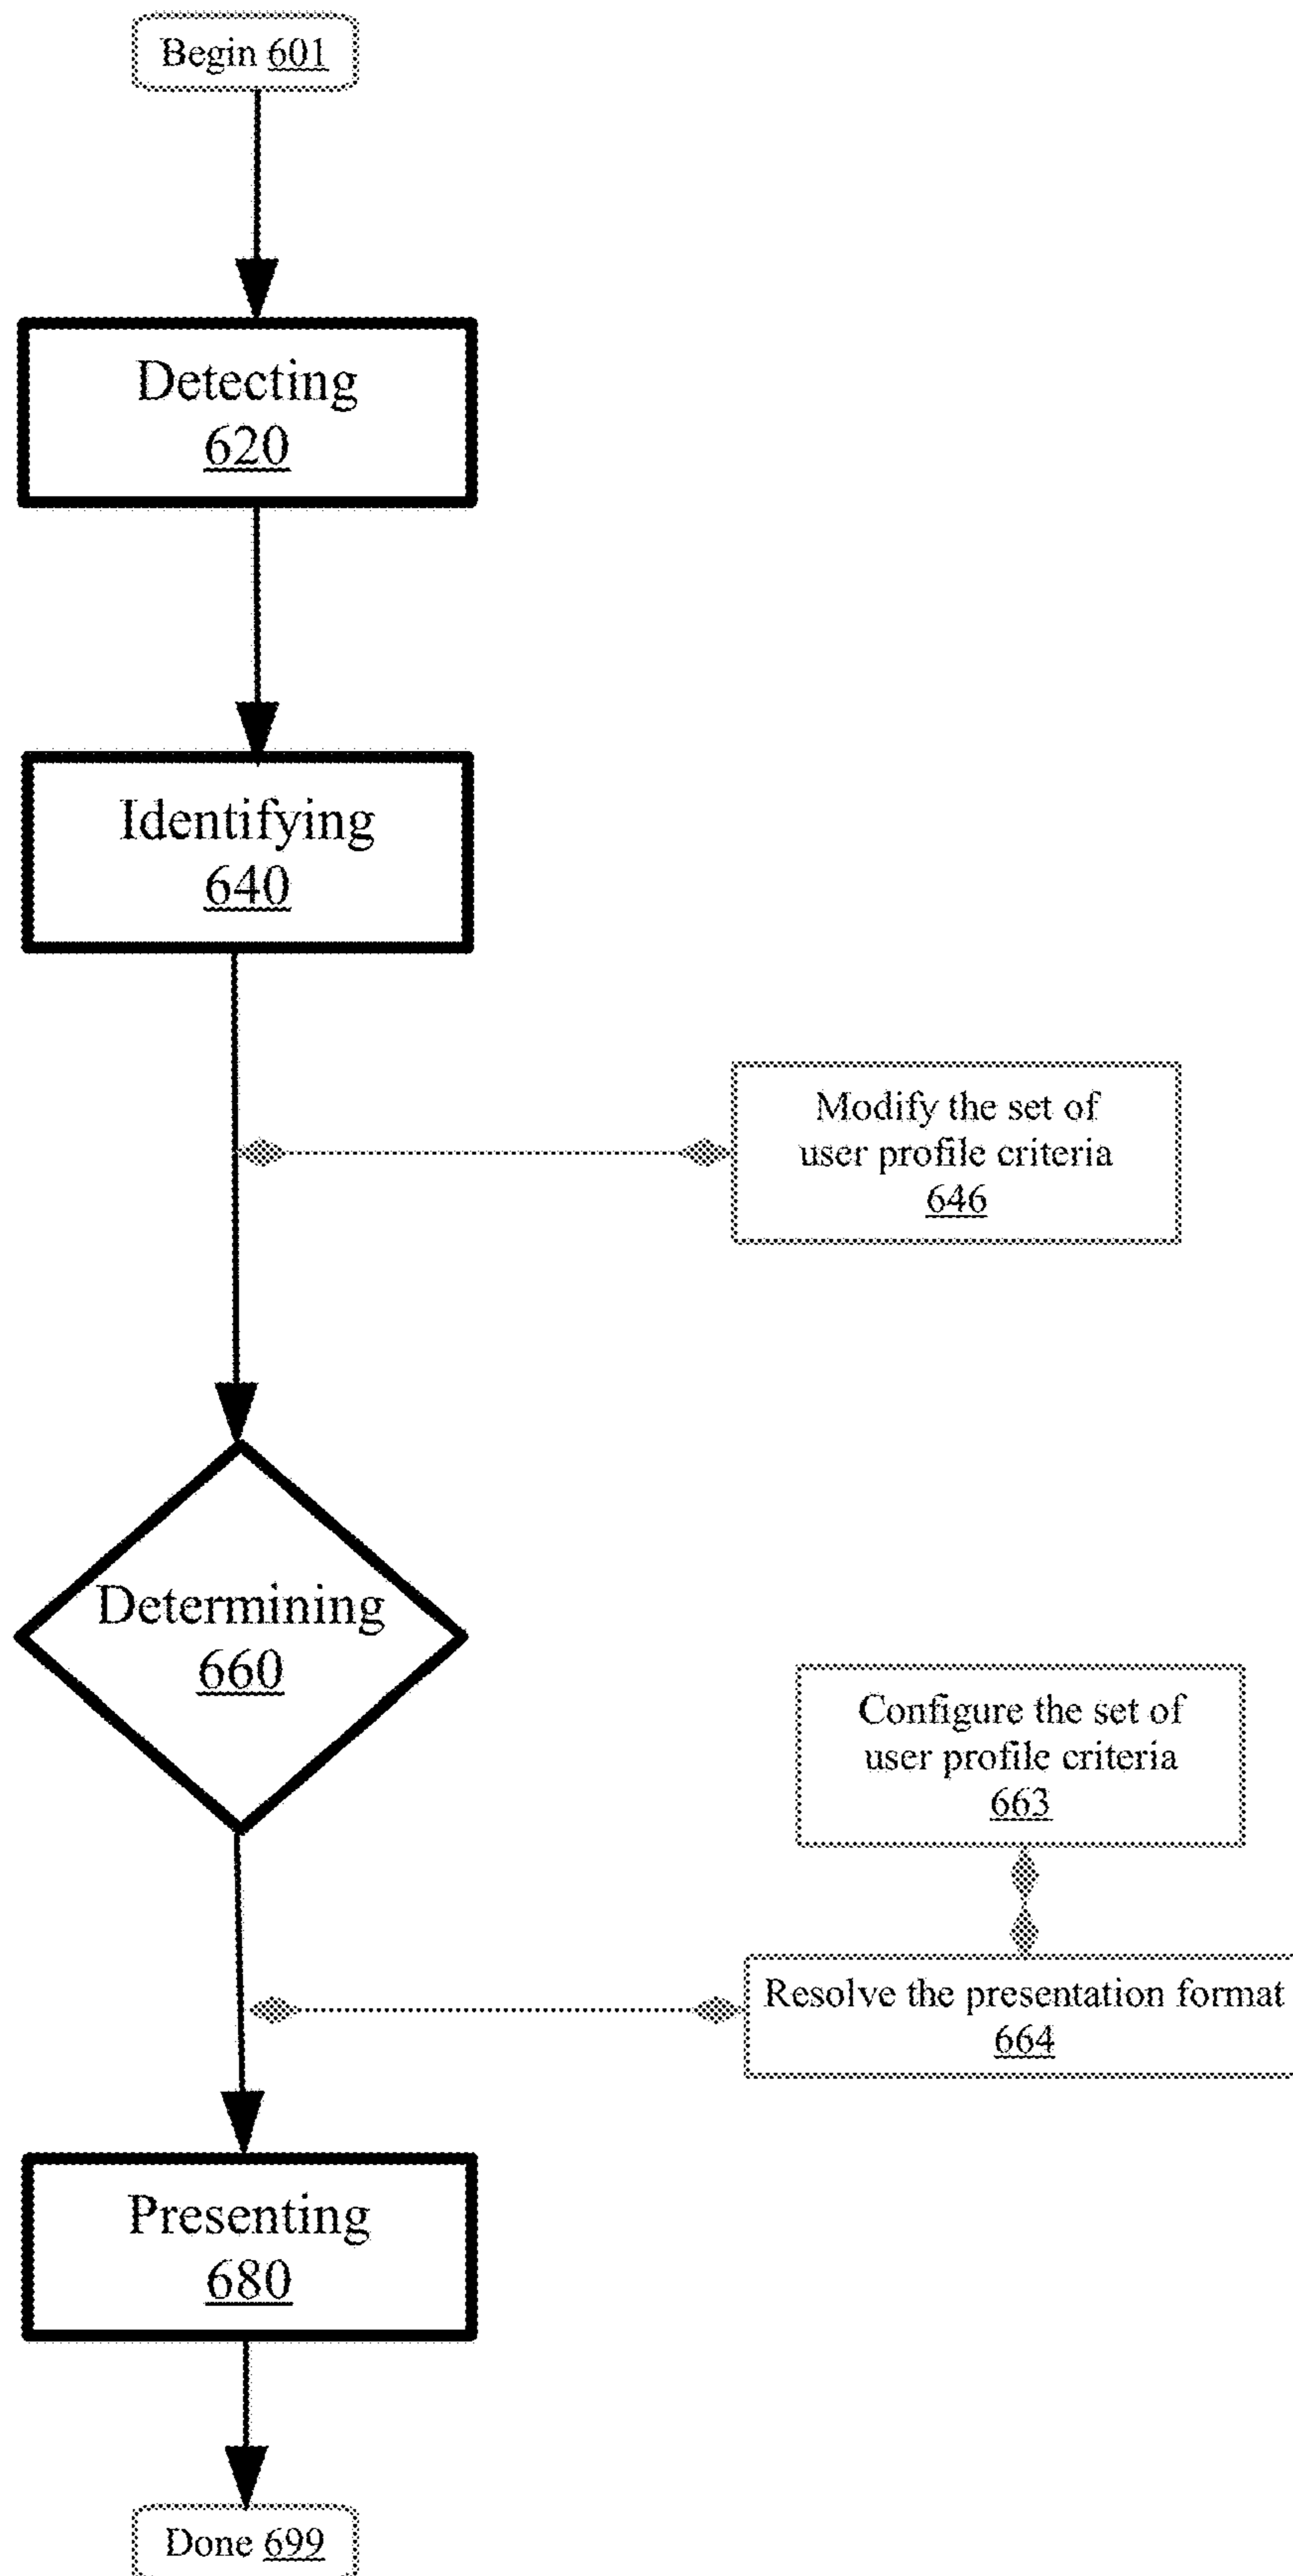 Begin 601
Detecting
620
Identifying
640
Modify the set of
user profile criteria
646
Determining
660
Configure the set of
user profile criteria
663
Resolve the presentation format
664
Presenting
680
Done 699